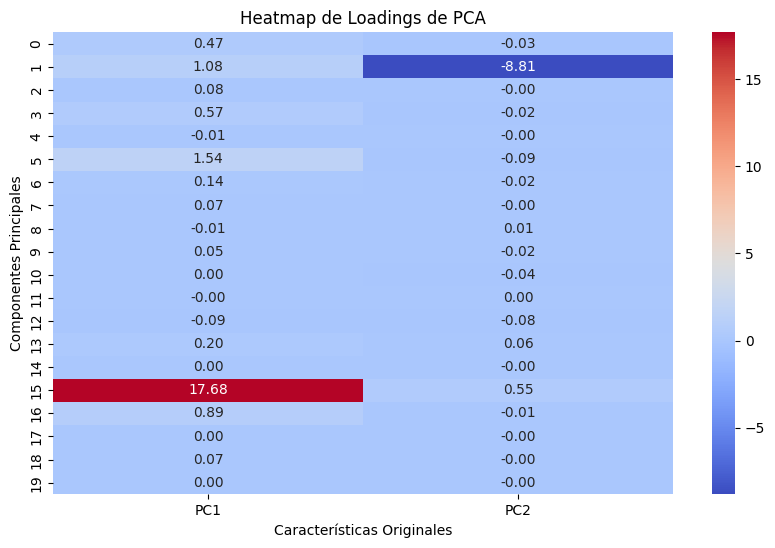 Heatmap de Loadings de PCA
Componentes Principales
0 0.47 -0.03
1 1.08 -8.81
2 0.08 -0.00
3 0.57 -0.02
4 -0.01 -0.00
5 1.54 -0.09
6 0.14 -0.02
7 0.07 -0.00
8 -0.01 0.01
9 0.05 -0.02
10 0.00 -0.04
11 -0.00 0.00
12 -0.09 -0.08
13 0.20 0.06
14 0.00 -0.00
15 17.68 0.55
16 0.89 -0.01
17 0.00 -0.00
18 0.07 -0.00
19 0.00 -0.00
PC1 PC2
Características Originales
15
10
5
0
−5